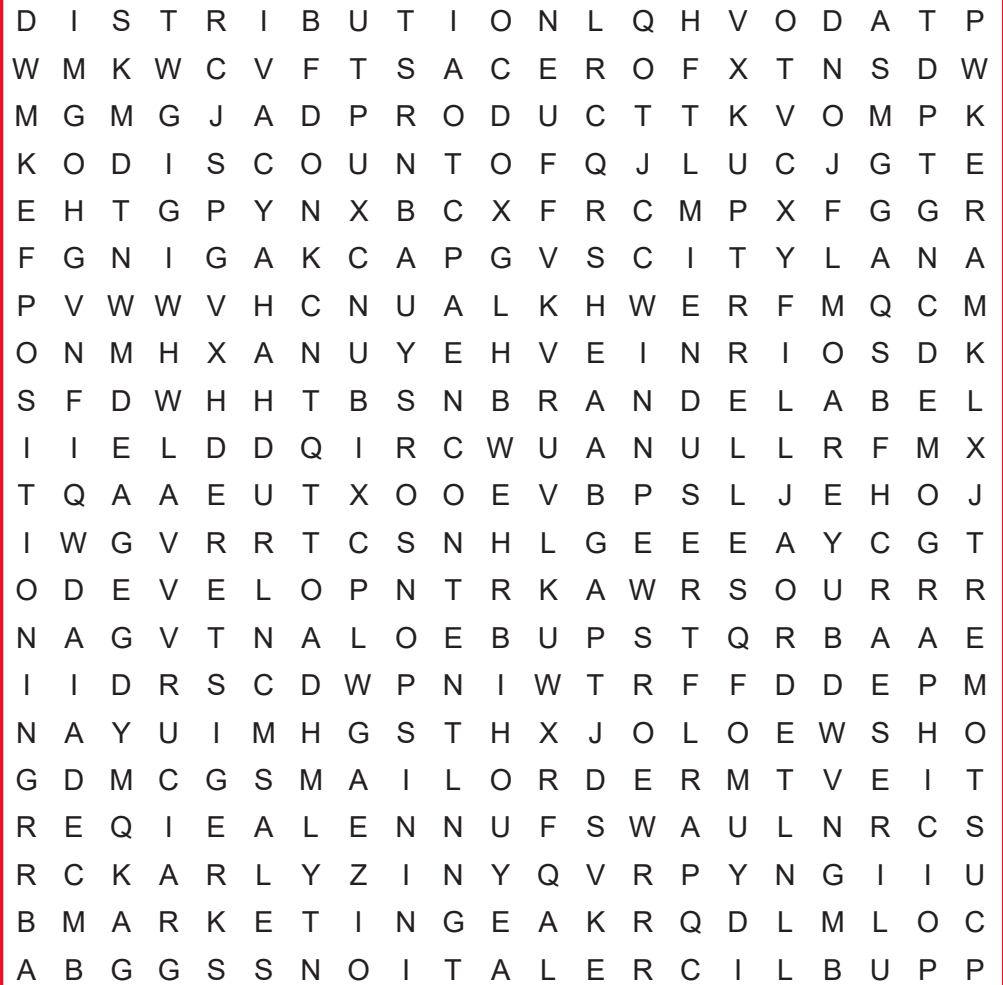 D I S T R I B U T I O N L Q H V O D A T P
W M K W C V F T S A C E R O F X T N S D W
M G M G J A D P R O D U C T T K V O M P K
K O D I S C O U N T O F Q J L U C J G T E
E H T G P Y N X B C X F R C M P X F G G R
F G N I G A K C A P G V S C I T Y L A N A
P V W W V H C N U A L K H W E R F M Q C M
O N M H X A N U Y E H V E I N R I O S D K
S F D W H H T B S N B R A N D E L A B E L
I I E L D D Q I R C W U A N U L L R F M X
T Q A A E U T X O O E V B P S L J E H O J
I W G V R R T C S N H L G E E E A Y C G T
O D E V E L O P N T R K A W R S O U R R R
N A G V T N A L O E B U P S T Q R B A A E
I I D R S C D W P N I W T R F F D D E P M
N A Y U I M H G S T H X J O L O E W S H O
G D M C G S M A I L O R D E R M T V E I T
R E Q I E A L E N N U F S W A U L N R C S
R C K A R L Y Z I N Y Q V R P Y N G I I U
B M A R K E T I N G E A K R Q D L M L O C
A B G G S S N O I T A L E R C I L B U P P